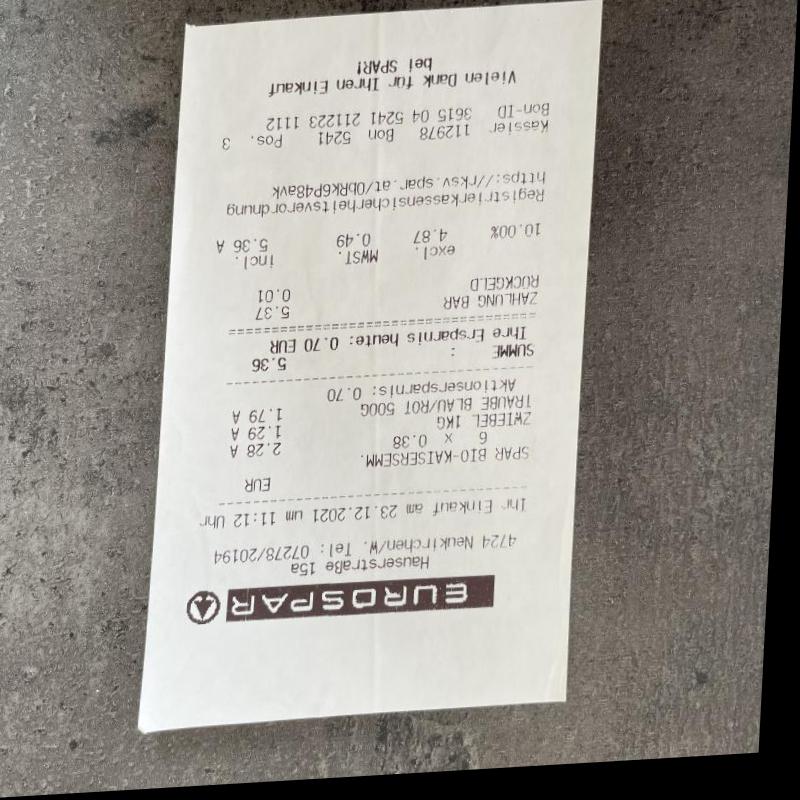 EUROSPAR
Hauserstraße 15a
4724 Neukirchen/W. Tel: 07278/20194
Ihr Einkauf am 23.12.2021 um 11:12 Uhr
EUR
SPAR BIO-KAISERSEMM.
6 x 0.38 2.28 A
ZWIEBEL 1KG 1.29 A
TRAUBE BLAU/ROT 500G 1.79 A
Aktionsersparnis: 0.70
SUMME : 5.36
Ihre Ersparnis heute: 0.70 EUR
ZAHLUNG BAR 5.37
RÜCKGELD 0.01
excl. MWST. incl.
10.00% 4.87 0.49 5.36 A
Registrierkassensicherheitsverordnung
https://rksv.spar.at/0bRk6P48avk
Kassier 112978 Bon 5241 Pos. 3
Bon-ID 3615 04 5241 211223 1112
Vielen Dank für Ihren Einkauf
bei SPAR!